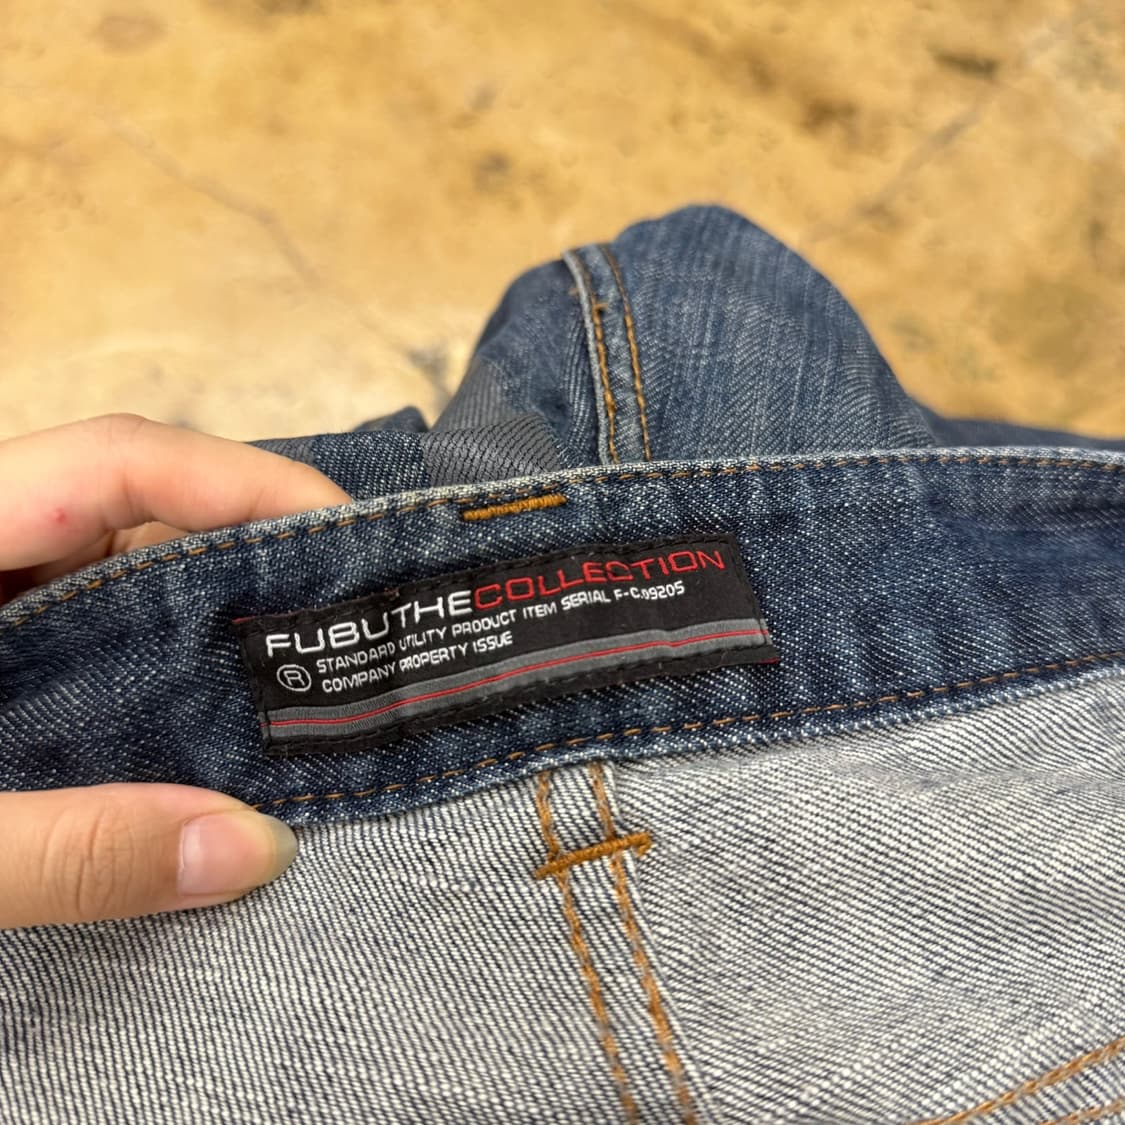 FUBUTHECOLLECTION
STANDARD UTILITY PRODUCT ITEM SERIAL F-C.09205
® COMPANY PROPERTY ISSUE